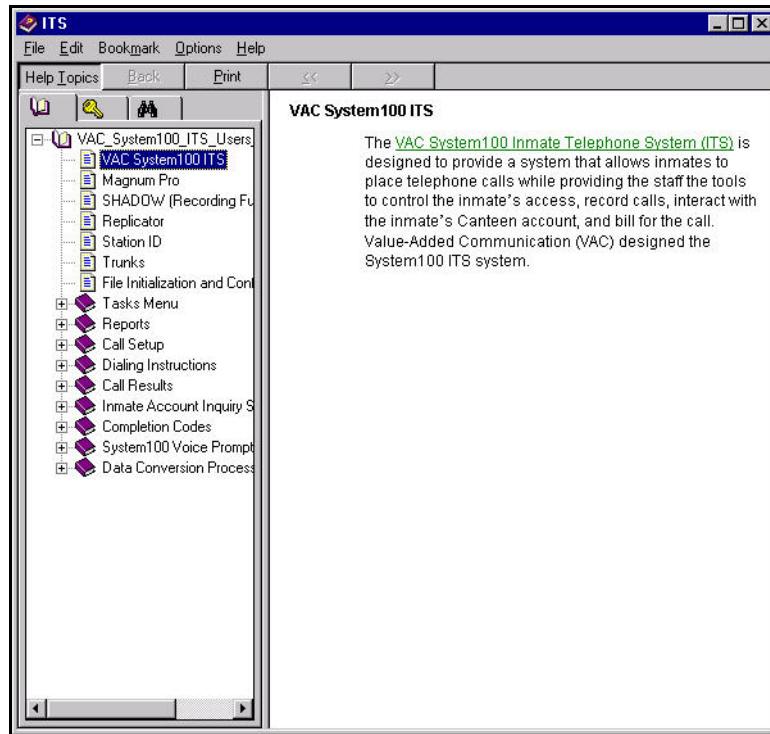 ITS
File Edit Bookmark Options Help
Help Topics Back Print << >>
VAC_System100_ITS_Users_
VAC System100 ITS
Magnum Pro
SHADOW (Recording Fu
Replicator
Station ID
Trunks
File Initialization and Conf
Tasks Menu
Reports
Call Setup
Dialing Instructions
Call Results
Inmate Account Inquiry S
Completion Codes
System100 Voice Prompt
Data Conversion Process
VAC System100 ITS
The VAC System100 Inmate Telephone System (ITS) is
designed to provide a system that allows inmates to
place telephone calls while providing the staff the tools
to control the inmate's access, record calls, interact with
the inmate's Canteen account, and bill for the call.
Value-Added Communication (VAC) designed the
System100 ITS system.